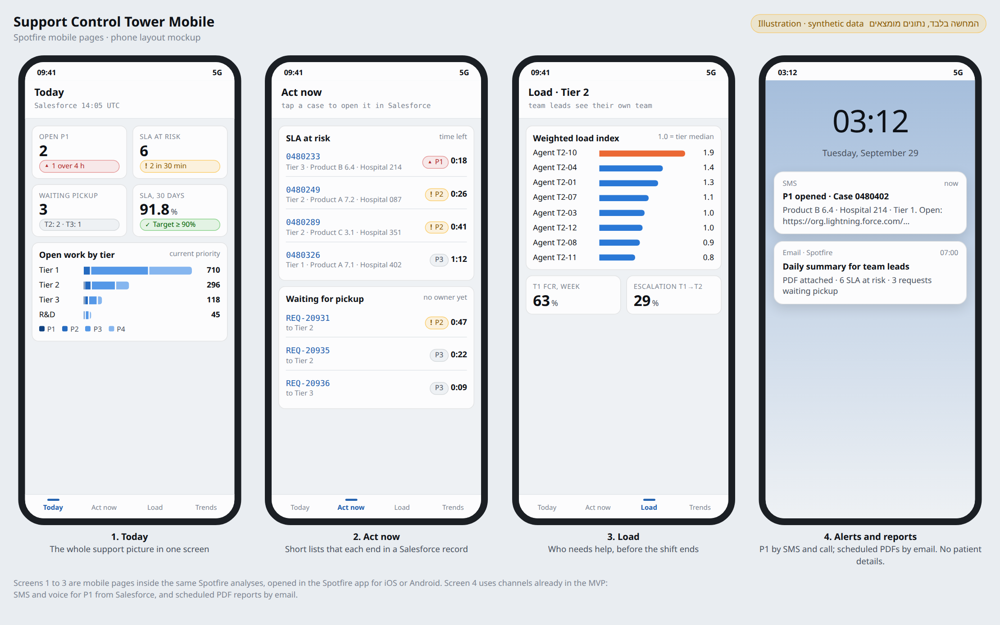 Support Control Tower Mobile
Spotfire mobile pages · phone layout mockup
Illustration · synthetic data המחשה בלבד, נתונים מומצאים
09:41 5G
Today
Salesforce 14:05 UTC
OPEN P1
2
▲ 1 over 4 h
SLA AT RISK
6
! 2 in 30 min
WAITING PICKUP
3
T2: 2 · T3: 1
SLA, 30 DAYS
91.8 %
✓ Target ≥ 90%
Open work by tier current priority
Tier 1 710
Tier 2 296
Tier 3 118
R&D 45
P1 P2 P3 P4
Today Act now Load Trends
1. Today
The whole support picture in one screen
09:41 5G
Act now
tap a case to open it in Salesforce
SLA at risk time left
0480233
Tier 3 · Product B 6.4 · Hospital 214
▲ P1 0:18
0480249
Tier 2 · Product A 7.2 · Hospital 087
! P2 0:26
0480289
Tier 2 · Product C 3.1 · Hospital 351
! P2 0:41
0480326
Tier 1 · Product A 7.1 · Hospital 402
P3 1:12
Waiting for pickup no owner yet
REQ-20931
to Tier 2
! P2 0:47
REQ-20935
to Tier 2
P3 0:22
REQ-20936
to Tier 3
P3 0:09
Today Act now Load Trends
2. Act now
Short lists that each end in a Salesforce record
09:41 5G
Load · Tier 2
team leads see their own team
Weighted load index 1.0 = tier median
Agent T2-10 1.9
Agent T2-04 1.4
Agent T2-01 1.3
Agent T2-07 1.1
Agent T2-03 1.0
Agent T2-12 1.0
Agent T2-08 0.9
Agent T2-11 0.8
T1 FCR, WEEK
63 %
ESCALATION T1→T2
29 %
Today Act now Load Trends
3. Load
Who needs help, before the shift ends
03:12 5G
03:12
Tuesday, September 29
SMS now
P1 opened · Case 0480402
Product B 6.4 · Hospital 214 · Tier 1. Open:
https://org.lightning.force.com/...
Email · Spotfire 07:00
Daily summary for team leads
PDF attached · 6 SLA at risk · 3 requests
waiting pickup
4. Alerts and reports
P1 by SMS and call; scheduled PDFs by email. No patient
details.
Screens 1 to 3 are mobile pages inside the same Spotfire analyses, opened in the Spotfire app for iOS or Android. Screen 4 uses channels already in the MVP:
SMS and voice for P1 from Salesforce, and scheduled PDF reports by email.